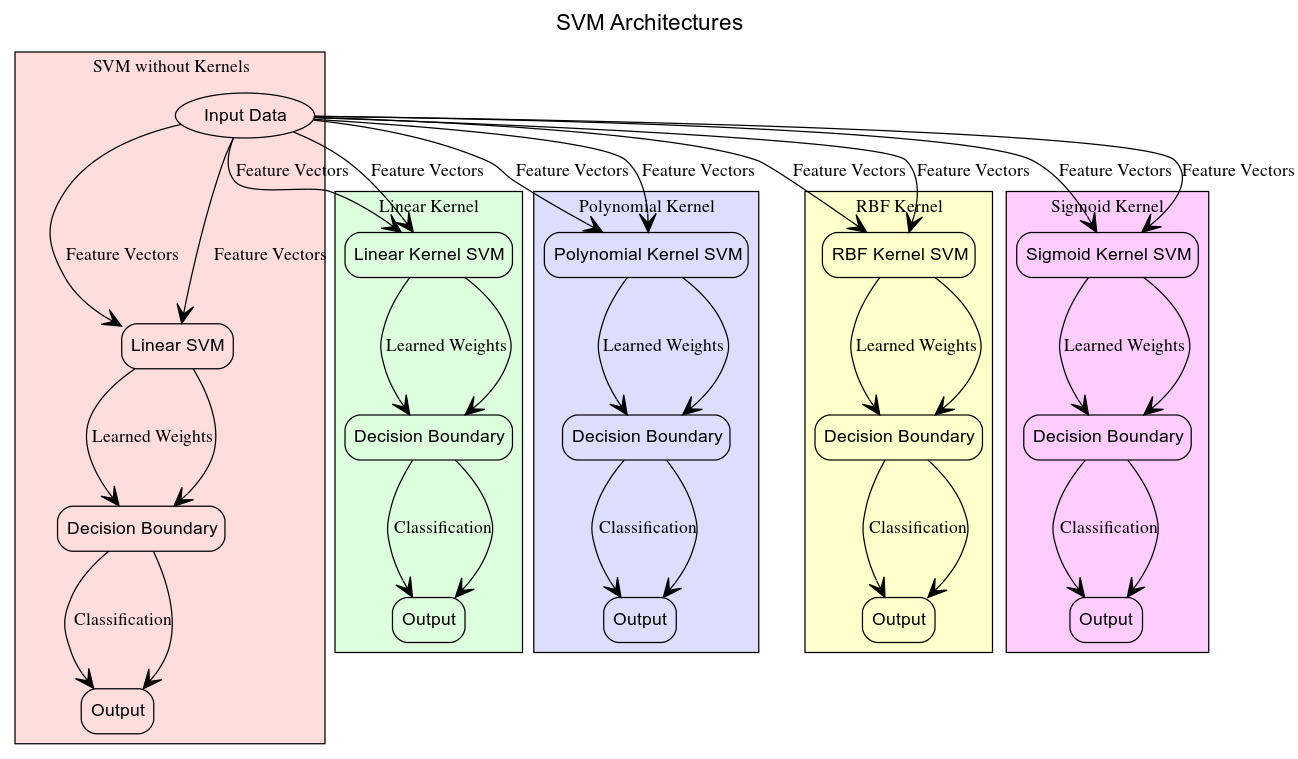 SVM Architectures
SVM without Kernels
Input Data
Feature Vectors
Feature Vectors
Feature Vectors
Feature Vectors
Feature Vectors
Feature Vectors
Feature Vectors
Feature Vectors
Linear Kernel
Polynomial Kernel
RBF Kernel
Sigmoid Kernel
Feature Vectors
Feature Vectors
Linear Kernel SVM
Polynomial Kernel SVM
RBF Kernel SVM
Sigmoid Kernel SVM
Linear SVM
Learned Weights
Learned Weights
Learned Weights
Learned Weights
Learned Weights
Decision Boundary
Decision Boundary
Decision Boundary
Decision Boundary
Decision Boundary
Classification
Classification
Classification
Classification
Classification
Output
Output
Output
Output
Output